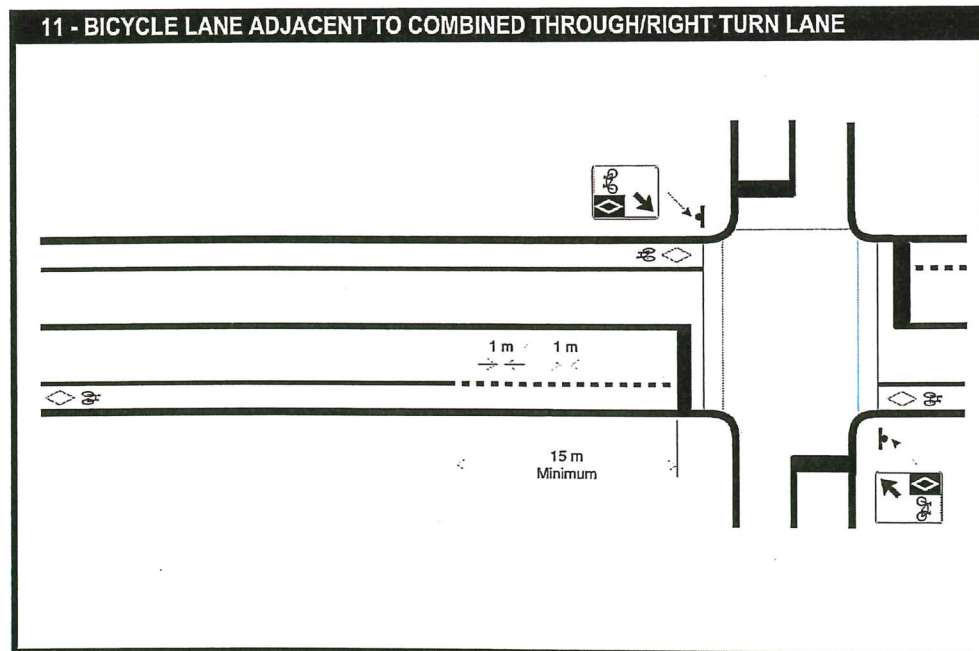 11 - BICYCLE LANE ADJACENT TO COMBINED THROUGH/RIGHT TURN LANE
1 m 1 m
15 m
Minimum